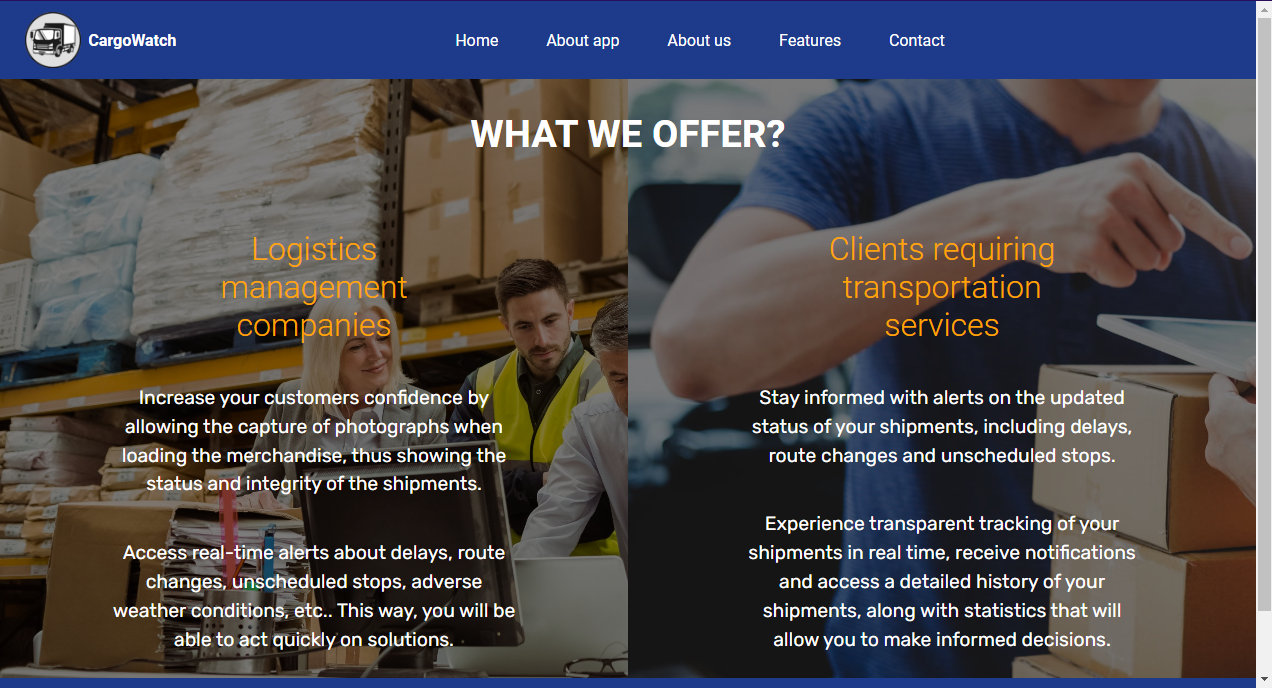 CargoWatch
Home
About app
About us
Features
Contact
WHAT WE OFFER?
Logistics
management
companies
Increase your customers confidence by
allowing the capture of photographs when
loading the merchandise, thus showing the
status and integrity of the shipments.
Access real-time alerts about delays, route
changes, unscheduled stops, adverse
weather conditions, etc.. This way, you will be
able to act quickly on solutions.
Clients requiring
transportation
services
Stay informed with alerts on the updated
status of your shipments, including delays,
route changes and unscheduled stops.
Experience transparent tracking of your
shipments in real time, receive notifications
and access a detailed history of your
shipments, along with statistics that will
allow you to make informed decisions.